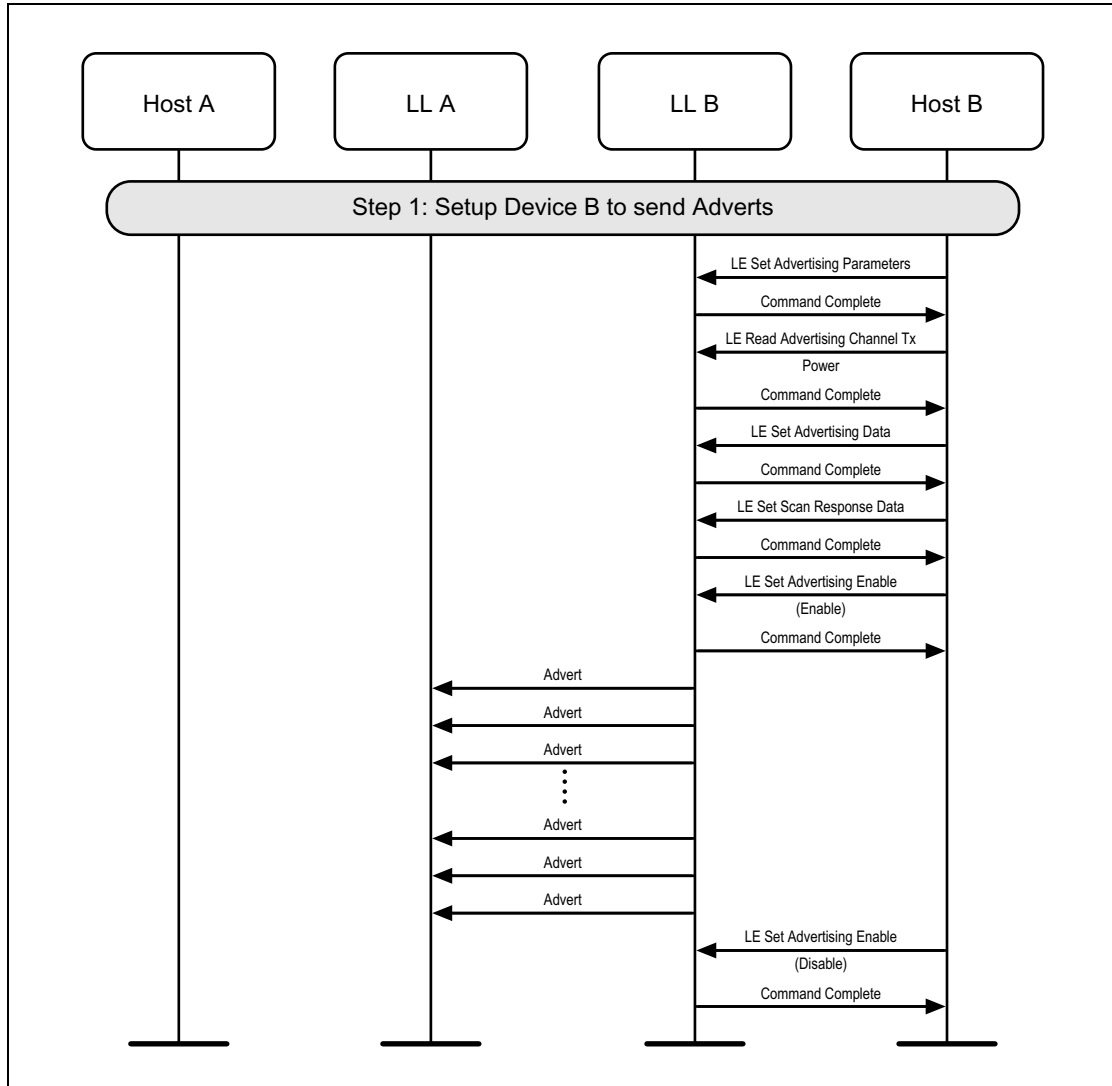 Host A
LL A
LL B
Host B
Step 1: Setup Device B to send Adverts
LE Set Advertising Parameters
Command Complete
LE Read Advertising Channel Tx
Power
Command Complete
LE Set Advertising Data
Command Complete
LE Set Scan Response Data
Command Complete
LE Set Advertising Enable
(Enable)
Command Complete
Advert
Advert
Advert
Advert
Advert
Advert
LE Set Advertising Enable
(Disable)
Command Complete